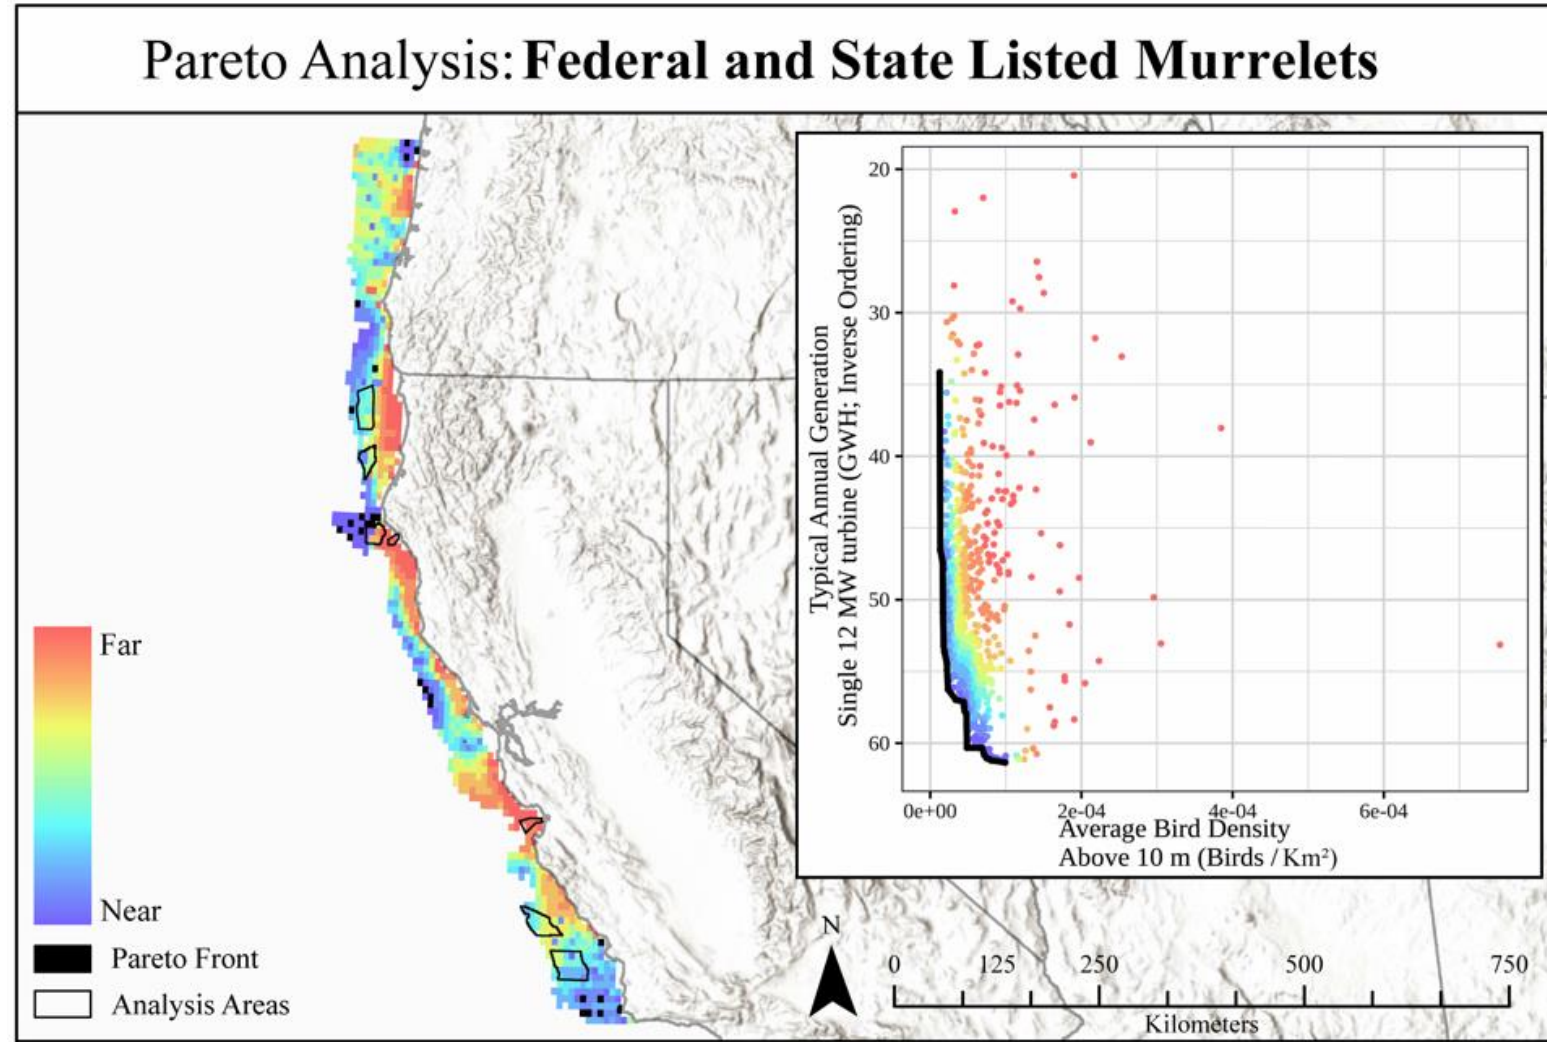 Pareto Analysis: Federal and State Listed Murrelets
Far
Near
Pareto Front
Analysis Areas
Typical Annual Generation
Single 12 MW turbine (GWH; Inverse Ordering)
20
30
40
50
60
0e+00 2e-04 4e-04 6e-04
Average Bird Density
Above 10 m (Birds / Km²)
N
0 125 250 500 750
Kilometers